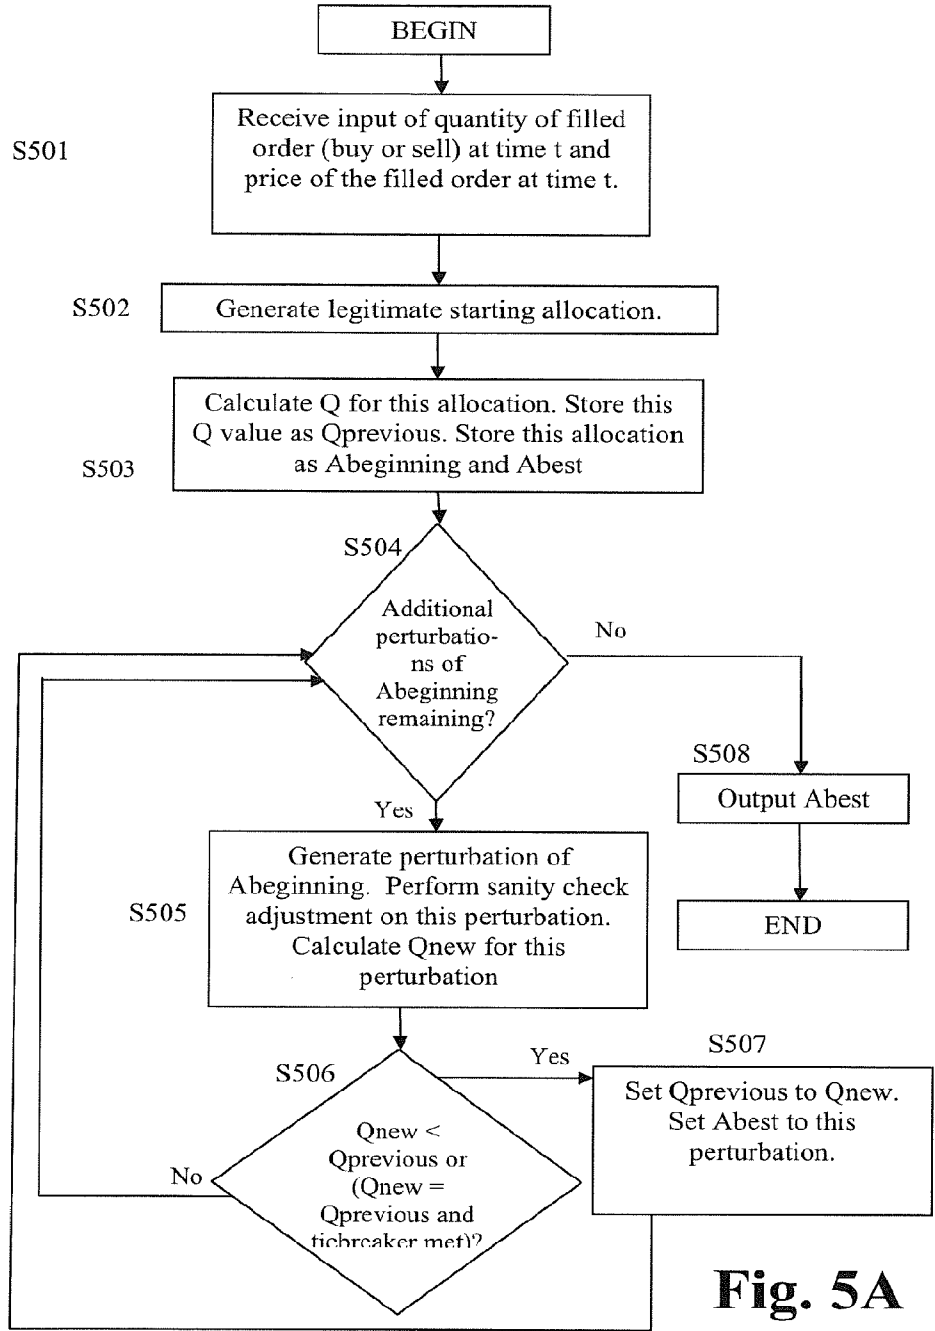 BEGIN
S501
Receive input of quantity of filled
order (buy or sell) at time t and
price of the filled order at time t.
S502
Generate legitimate starting allocation.
S503
Calculate Q for this allocation. Store this
Q value as Qprevious. Store this allocation
as Abeginning and Abest
S504
Additional
perturbatio-
ns of
Abeginning
remaining?
No
Yes
S508
Output Abest
END
S505
Generate perturbation of
Abeginning. Perform sanity check
adjustment on this perturbation.
Calculate Qnew for this
perturbation
S506
Qnew <
Qprevious or
(Qnew =
Qprevious and
tiebreaker met)?
No
Yes
S507
Set Qprevious to Qnew.
Set Abest to this
perturbation.
Fig. 5A